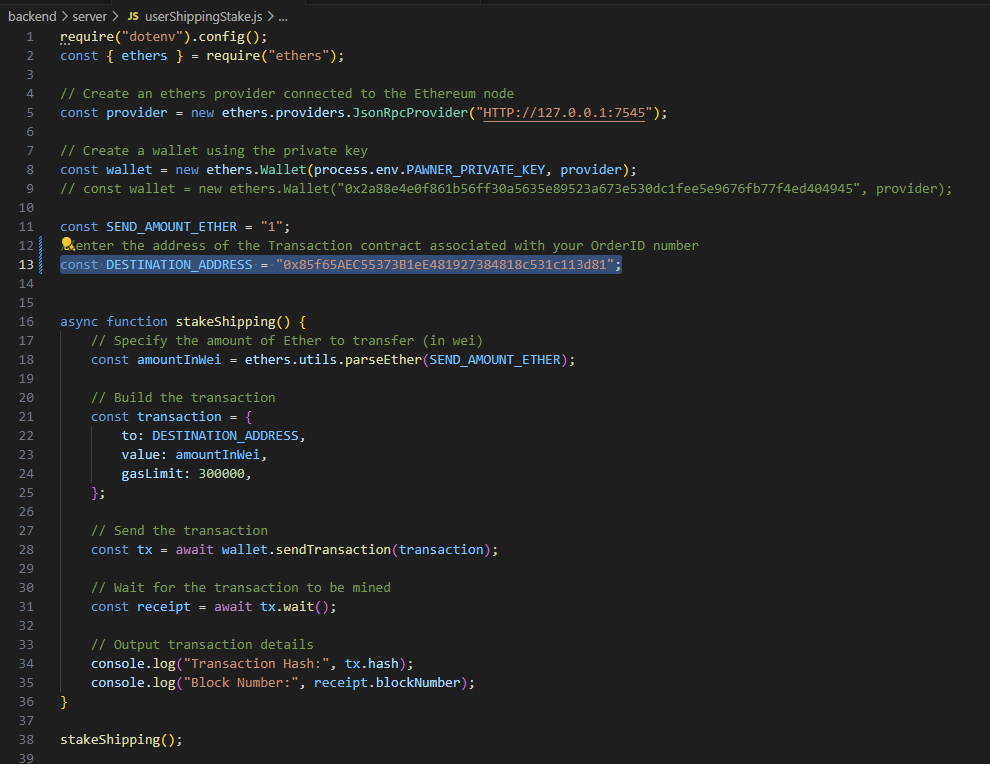 backend > server > JS userShippingStake.js > ...
1 require("dotenv").config();
2 const { ethers } = require("ethers");
3
4 // Create an ethers provider connected to the Ethereum node
5 const provider = new ethers.providers.JsonRpcProvider("HTTP://127.0.0.1:7545");
6
7 // Create a wallet using the private key
8 const wallet = new ethers.Wallet(process.env.PAWNER_PRIVATE_KEY, provider);
9 // const wallet = new ethers.Wallet("0x2a88e4e0f861b56ff30a5635e89523a673e530dc1fee5e9676fb77f4ed404945", provider);
10
11 const SEND_AMOUNT_ETHER = "1";
12 enter the address of the Transaction contract associated with your OrderID number
13 const DESTINATION_ADDRESS = "0x85f65AEC55373B1eE481927384818c531c113d81";
14
15
16 async function stakeShipping() {
17 // Specify the amount of Ether to transfer (in wei)
18 const amountInWei = ethers.utils.parseEther(SEND_AMOUNT_ETHER);
19
20 // Build the transaction
21 const transaction = {
22 to: DESTINATION_ADDRESS,
23 value: amountInWei,
24 gasLimit: 300000,
25 };
26
27 // Send the transaction
28 const tx = await wallet.sendTransaction(transaction);
29
30 // Wait for the transaction to be mined
31 const receipt = await tx.wait();
32
33 // Output transaction details
34 console.log("Transaction Hash:", tx.hash);
35 console.log("Block Number:", receipt.blockNumber);
36 }
37
38 stakeShipping();
39